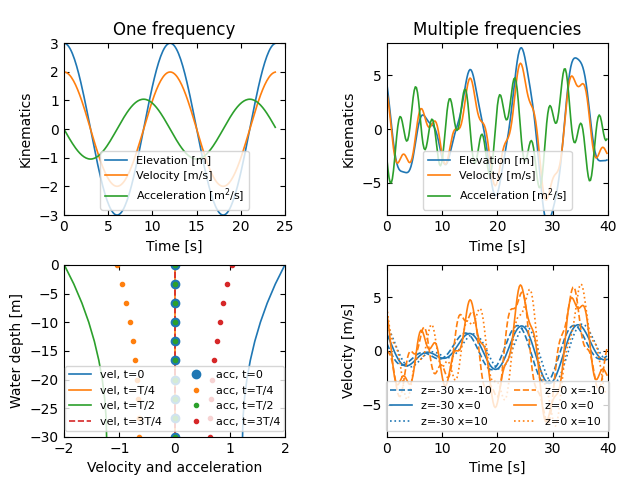 One frequency
3
2
1
0
−1
−2
−3
Kinematics
Elevation [m]
Velocity [m/s]
Acceleration [m²/s]
0 5 10 15 20 25
Time [s]
Multiple frequencies
5
0
−5
Kinematics
Elevation [m]
Velocity [m/s]
Acceleration [m²/s]
0 10 20 30 40
Time [s]
0
−5
−10
−15
−20
−25
−30
Water depth [m]
vel, t=0 acc, t=0
vel, t=T/4 acc, t=T/4
vel, t=T/2 acc, t=T/2
vel, t=3T/4 acc, t=3T/4
−2 −1 0 1 2
Velocity and acceleration
5
0
−5
Velocity [m/s]
z=-30 x=-10 z=0 x=-10
z=-30 x=0 z=0 x=0
z=-30 x=10 z=0 x=10
0 10 20 30 40
Time [s]